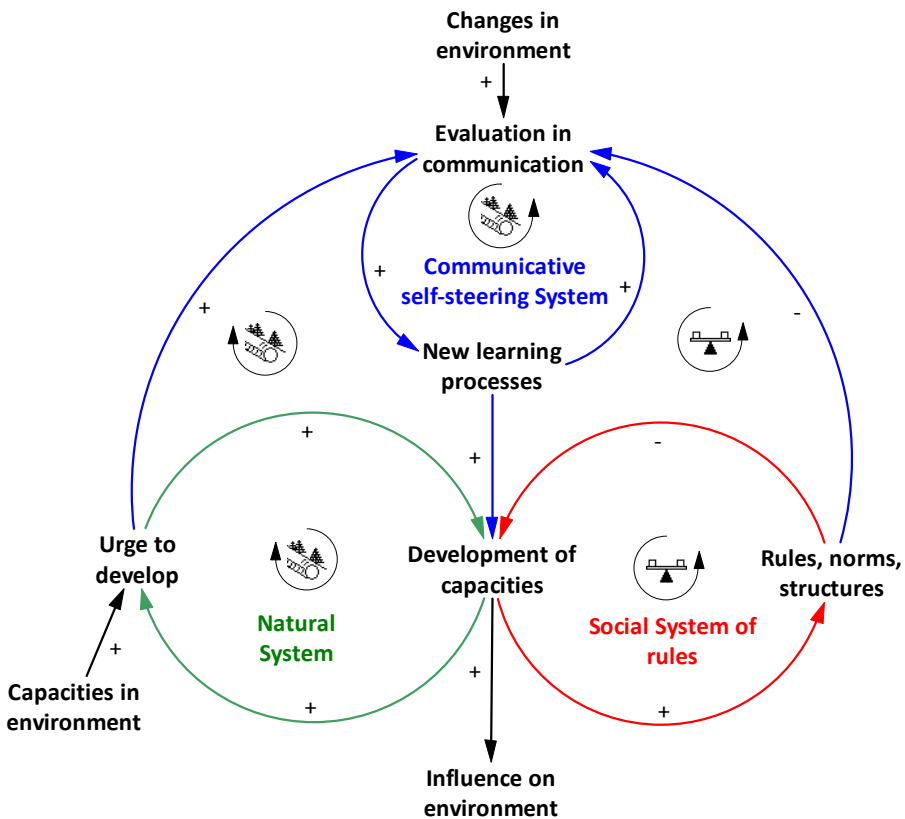 Changes in
environment
+
Evaluation in
communication
+
Communicative
self-steering System
+
+
-
New learning
processes
+
-
+
Urge to
develop
Development of
capacities
Rules, norms,
structures
Natural
System
Social System of
rules
+
+
+
+
Capacities in
environment
Influence on
environment